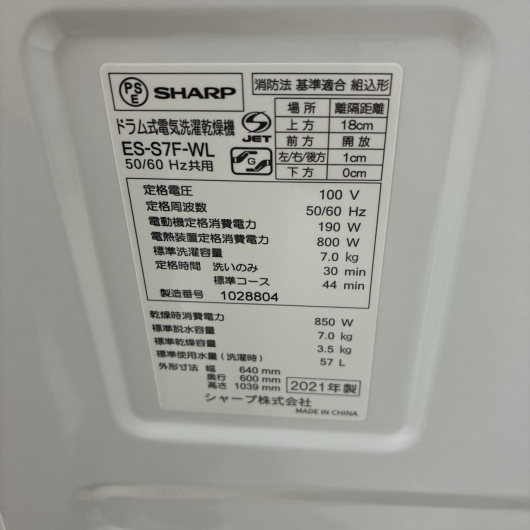 PSE SHARP
ドラム式電気洗濯乾燥機
ES-S7F-WL
50/60 Hz共用
S JET
消防法 基準適合 組込形
場所 離隔距離
上方 18cm
前方 開放
左/右/後方 1cm
下方 0cm
定格電圧 100 V
定格周波数 50/60 Hz
電動機定格消費電力 190 W
電熱装置定格消費電力 800 W
標準洗濯容量 7.0 kg
定格時間 洗いのみ 30 min
標準コース 44 min
製造番号 1028804
乾燥時消費電力 850 W
標準脱水容量 7.0 kg
標準乾燥容量 3.5 kg
標準使用水量(洗濯時) 57 L
外形寸法 幅 640 mm
奥行 600 mm
高さ 1039 mm
2021年製
シャープ株式会社
MADE IN CHINA